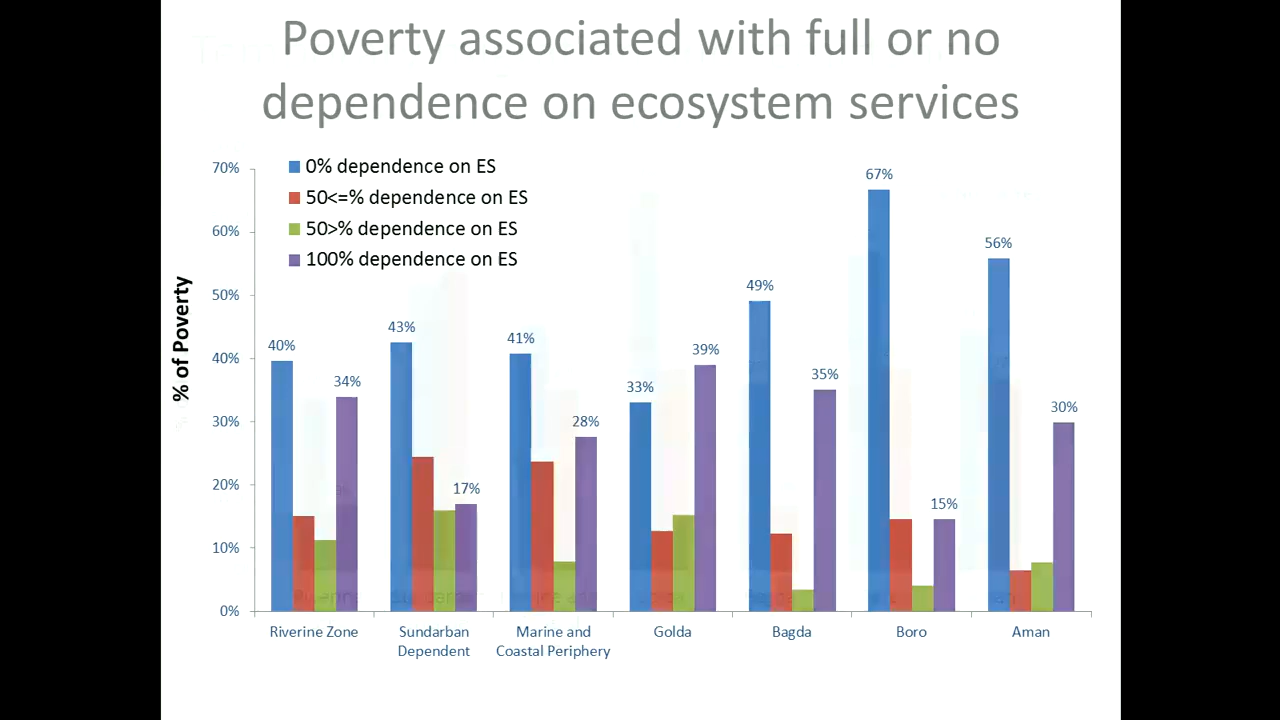 Poverty associated with full or no
dependence on ecosystem services
% of Poverty
70%
60%
50%
40%
30%
20%
10%
0%
0% dependence on ES
50<=% dependence on ES
50>% dependence on ES
100% dependence on ES
40%
34%
43%
17%
41%
28%
33%
39%
49%
35%
67%
15%
56%
30%
Riverine Zone
Sundarban
Dependent
Marine and
Coastal Periphery
Golda
Bagda
Boro
Aman